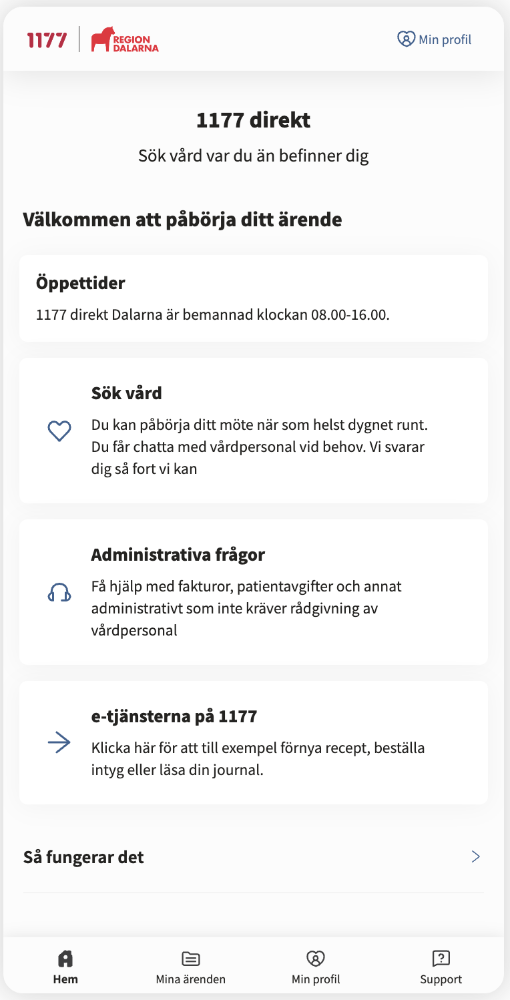 1177
REGION
DALARNA
Min profil
1177 direkt
Sök vård var du än befinner dig
Välkommen att påbörja ditt ärende
Öppettider
1177 direkt Dalarna är bemannad klockan 08.00-16.00.
Sök vård
Du kan påbörja ditt möte när som helst dygnet runt.
Du får chatta med vårdpersonal vid behov. Vi svarar
dig så fort vi kan
Administrativa frågor
Få hjälp med fakturor, patientavgifter och annat
administrativt som inte kräver rådgivning av
vårdpersonal
e-tjänsterna på 1177
Klicka här för att till exempel förnya recept, beställa
intyg eller läsa din journal.
Så fungerar det
Hem
Mina ärenden
Min profil
Support